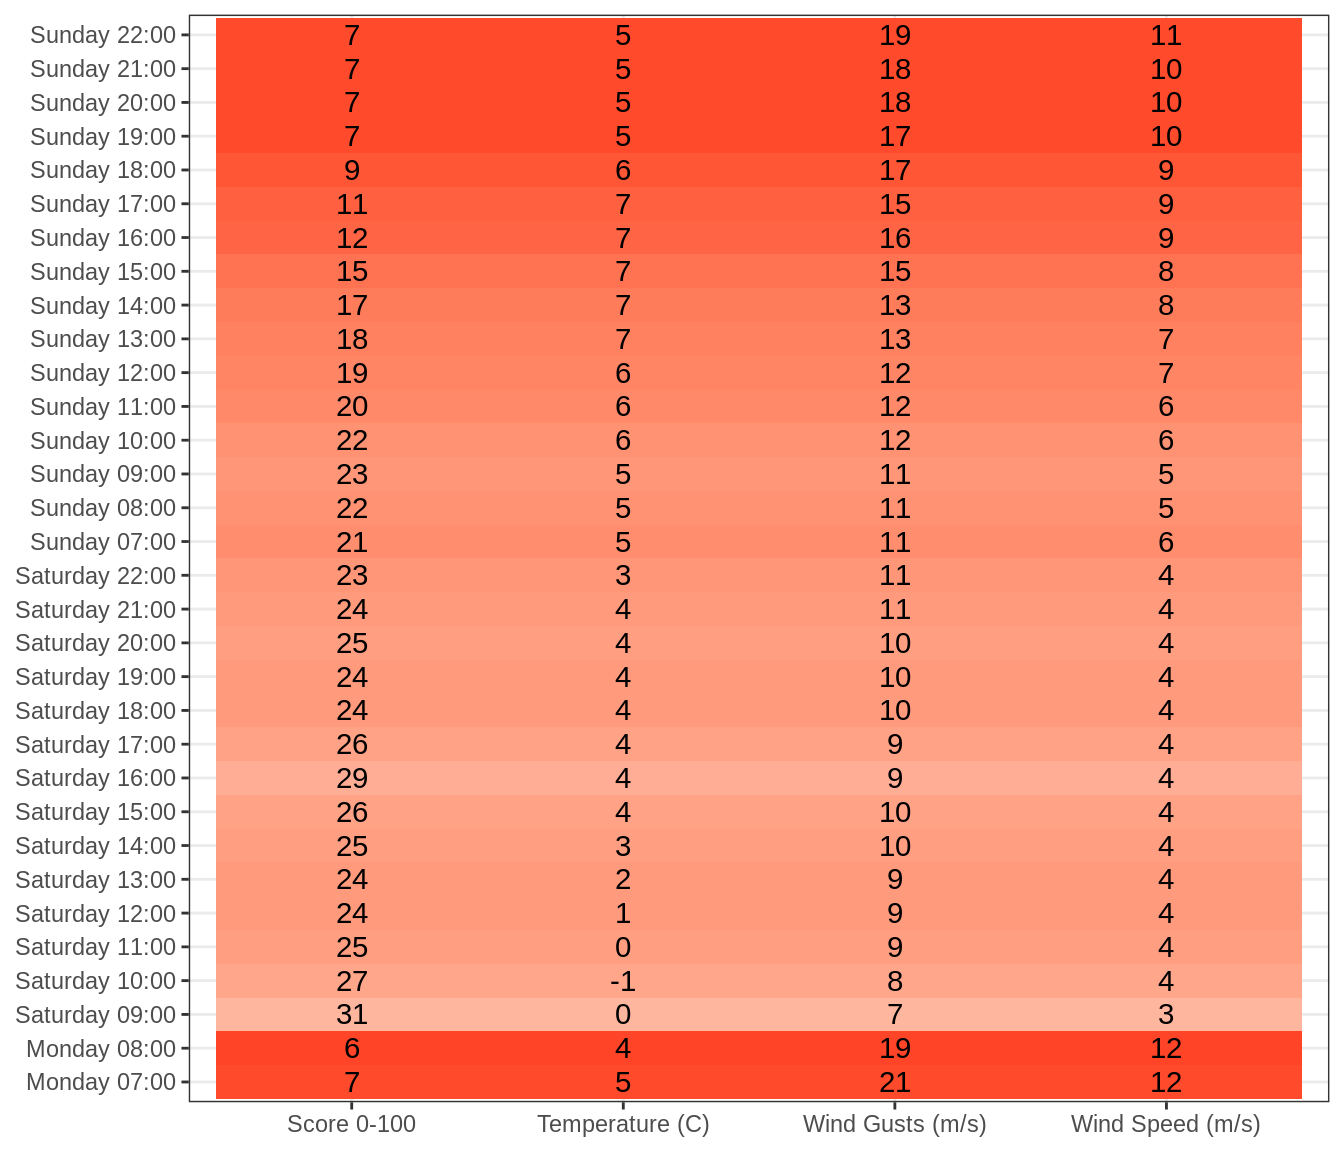 Sunday 22:00 7 5 19 11
Sunday 21:00 7 5 18 10
Sunday 20:00 7 5 18 10
Sunday 19:00 7 5 17 10
Sunday 18:00 9 6 17 9
Sunday 17:00 11 7 15 9
Sunday 16:00 12 7 16 9
Sunday 15:00 15 7 15 8
Sunday 14:00 17 7 13 8
Sunday 13:00 18 7 13 7
Sunday 12:00 19 6 12 7
Sunday 11:00 20 6 12 6
Sunday 10:00 22 6 12 6
Sunday 09:00 23 5 11 5
Sunday 08:00 22 5 11 5
Sunday 07:00 21 5 11 6
Saturday 22:00 23 3 11 4
Saturday 21:00 24 4 11 4
Saturday 20:00 25 4 10 4
Saturday 19:00 24 4 10 4
Saturday 18:00 24 4 10 4
Saturday 17:00 26 4 9 4
Saturday 16:00 29 4 9 4
Saturday 15:00 26 4 10 4
Saturday 14:00 25 3 10 4
Saturday 13:00 24 2 9 4
Saturday 12:00 24 1 9 4
Saturday 11:00 25 0 9 4
Saturday 10:00 27 -1 8 4
Saturday 09:00 31 0 7 3
Monday 08:00 6 4 19 12
Monday 07:00 7 5 21 12
Score 0-100 Temperature (C) Wind Gusts (m/s) Wind Speed (m/s)